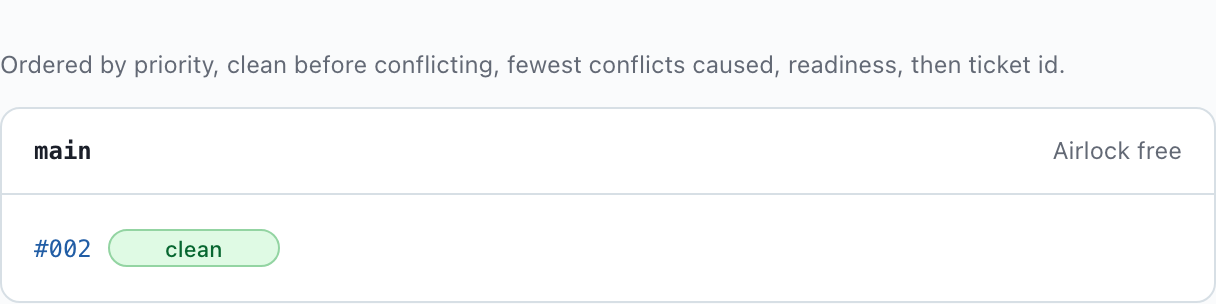 Ordered by priority, clean before conflicting, fewest conflicts caused, readiness, then ticket id.
main
Airlock free
#002 clean